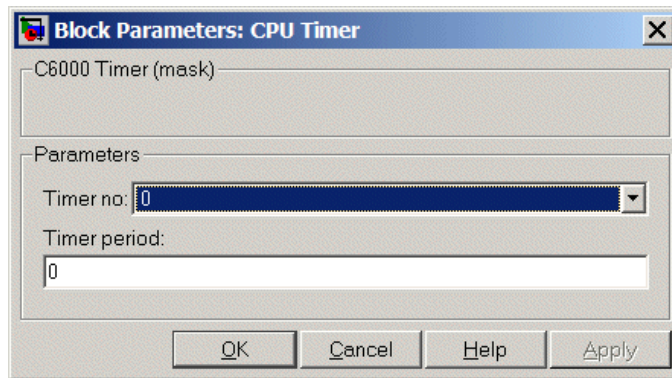 Block Parameters: CPU Timer
C6000 Timer (mask)
Parameters
Timer no: 0
Timer period:
0
OK Cancel Help Apply